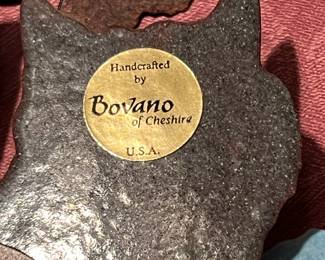 Handcrafted
by
Bovano
of Cheshire
U.S.A.